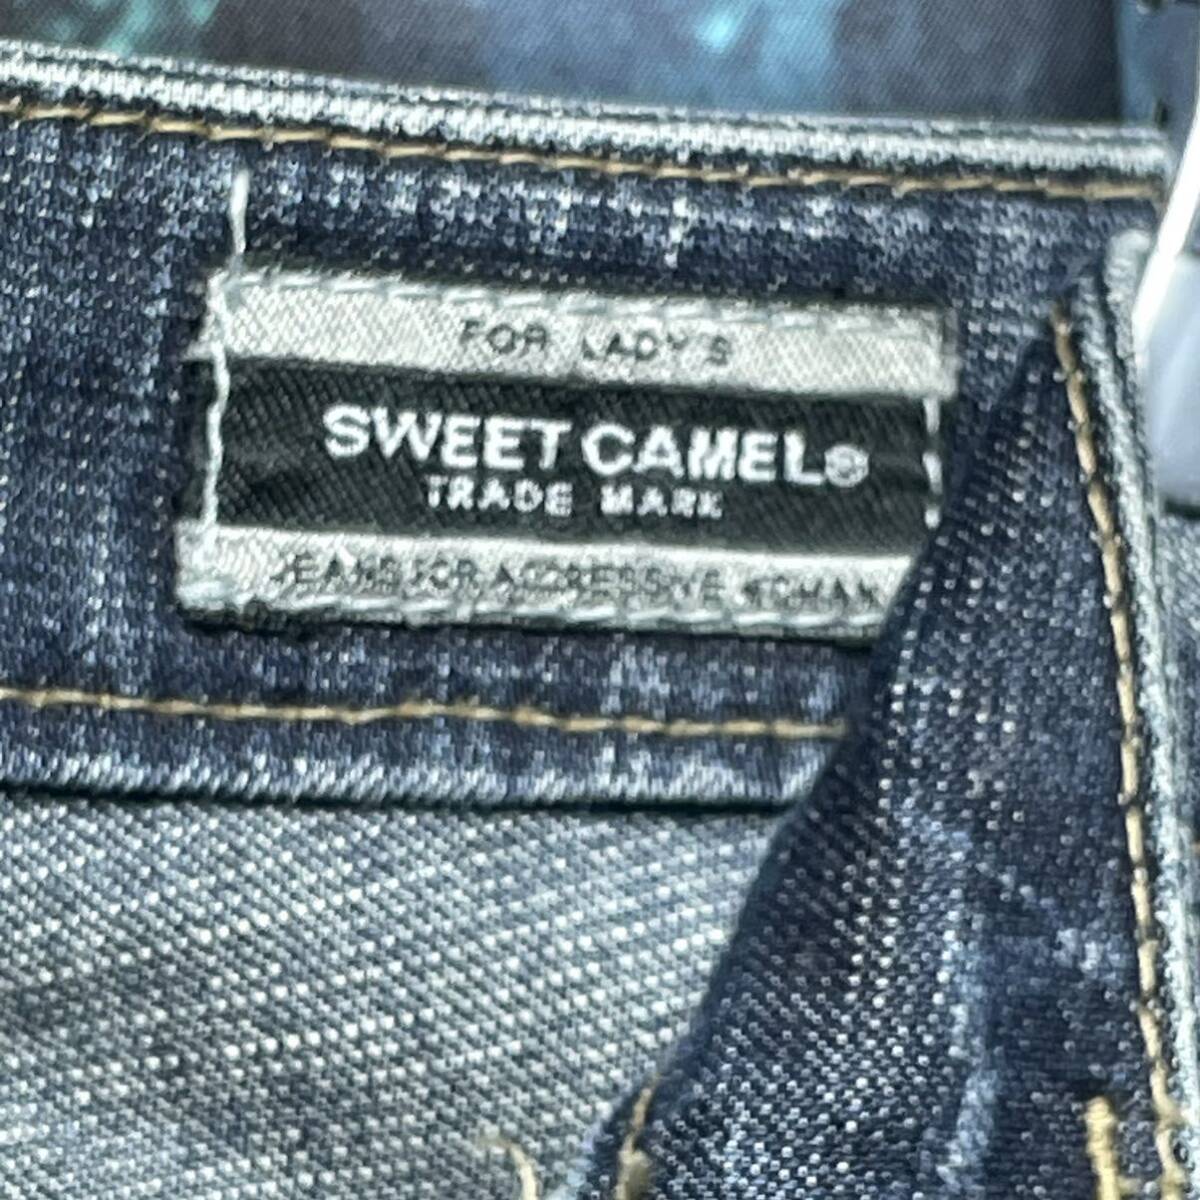 FOR LADY'S
SWEET CAMEL®
TRADE MARK
JEANS FOR AGGRESSIVE WOMAN